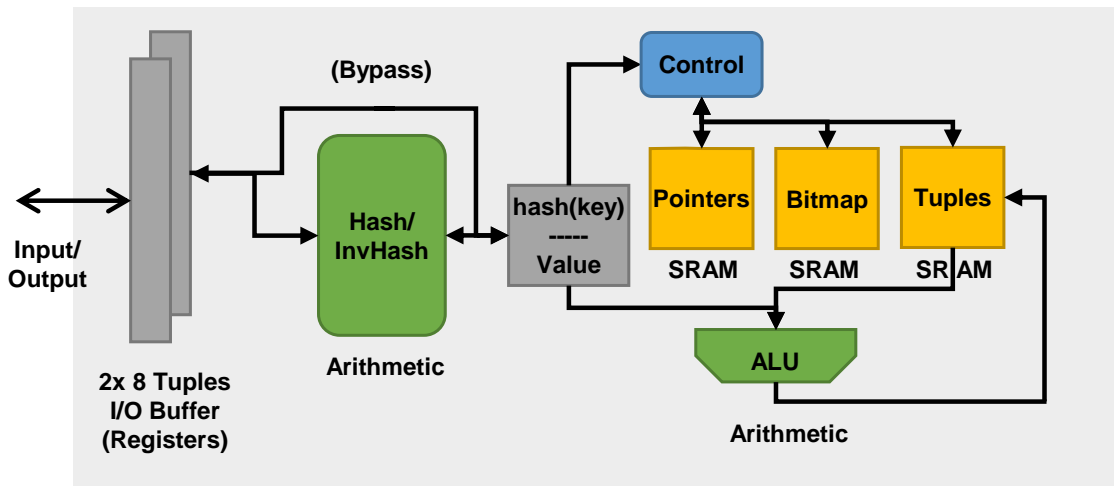 (Bypass)
Control
Hash/
InvHash
hash(key)
-----
Value
Pointers
Bitmap
Tuples
SRAM
SRAM
SRAM
Input/
Output
Arithmetic
ALU
2x 8 Tuples
I/O Buffer
(Registers)
Arithmetic